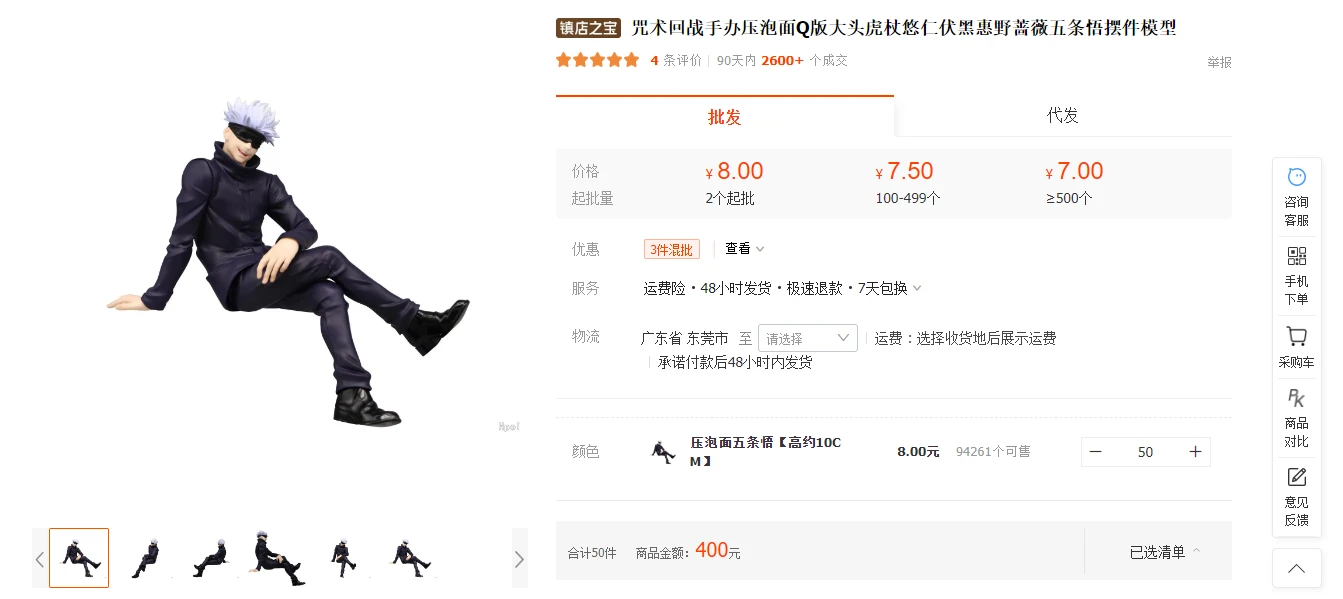 镇店之宝 咒术回战手办压泡面Q版大头虎杖悠仁伏黑惠野蔷薇五条悟摆件模型
4 条评价 90天内 2600+ 个成交
举报
批发
代发
价格 ¥ 8.00 ¥ 7.50 ¥ 7.00
起批量 2个起批 100-499个 ≥500个
优惠 3件混批 查看
服务 运费险·48小时发货·极速退款·7天包换
物流 广东省 东莞市 至 请选择 运费：选择收货地后展示运费
承诺付款后48小时内发货
颜色 压泡面五条悟【高约10C
M】
8.00元 94261个可售 − 50 +
合计50件 商品金额: 400元 已选清单
咨询
客服
手机
下单
采购车
PK
商品
对比
意见
反馈